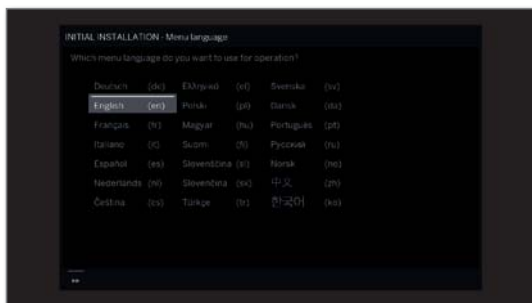 INITIAL INSTALLATION - Menu language
Which menu language do you want to use for operation?
Deutsch (de) Ελληνικά (el) Svenska (sv)
English (en) Polski (pl) Dansk (da)
Français (fr) Magyar (hu) Português (pt)
Italiano (it) Suomi (fi) Русский (ru)
Español (es) Slovenščina (sl) Norsk (no)
Nederlands (nl) Slovenčina (sk) 中文 (zh)
Čeština (cs) Türkçe (tr) 한국어 (ko)